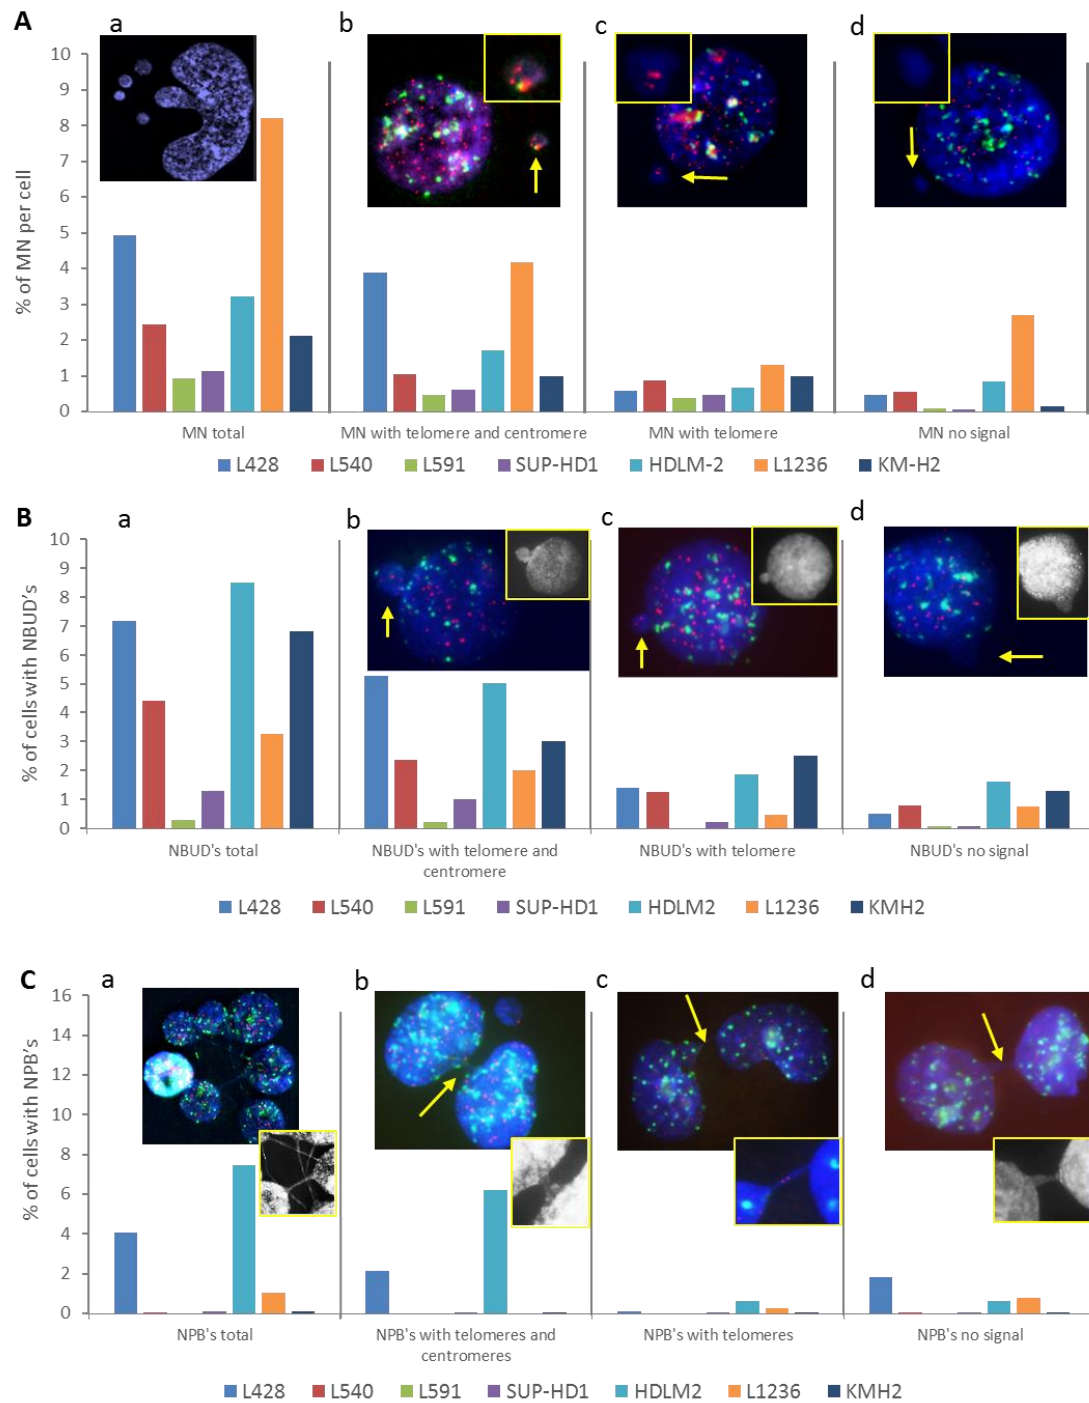 A
a
b
c
d
% of MN per cell
10
9
8
7
6
5
4
3
2
1
0
MN total
MN with telomere and centromere
MN with telomere
MN no signal
L428 L540 L591 SUP-HD1 HDLM-2 L1236 KM-H2
B
a
b
c
d
% of cells with NBUD's
10
9
8
7
6
5
4
3
2
1
0
NBUD's total
NBUD's with telomere and
centromere
NBUD's with telomere
NBUD's no signal
L428 L540 L591 SUP-HD1 HDLM2 L1236 KMH2
C
a
b
c
d
% of cells with NPB's
16
14
12
10
8
6
4
2
0
NPB's total
NPB's with telomeres and
centromeres
NPB's with telomeres
NPB's no signal
L428 L540 L591 SUP-HD1 HDLM2 L1236 KMH2